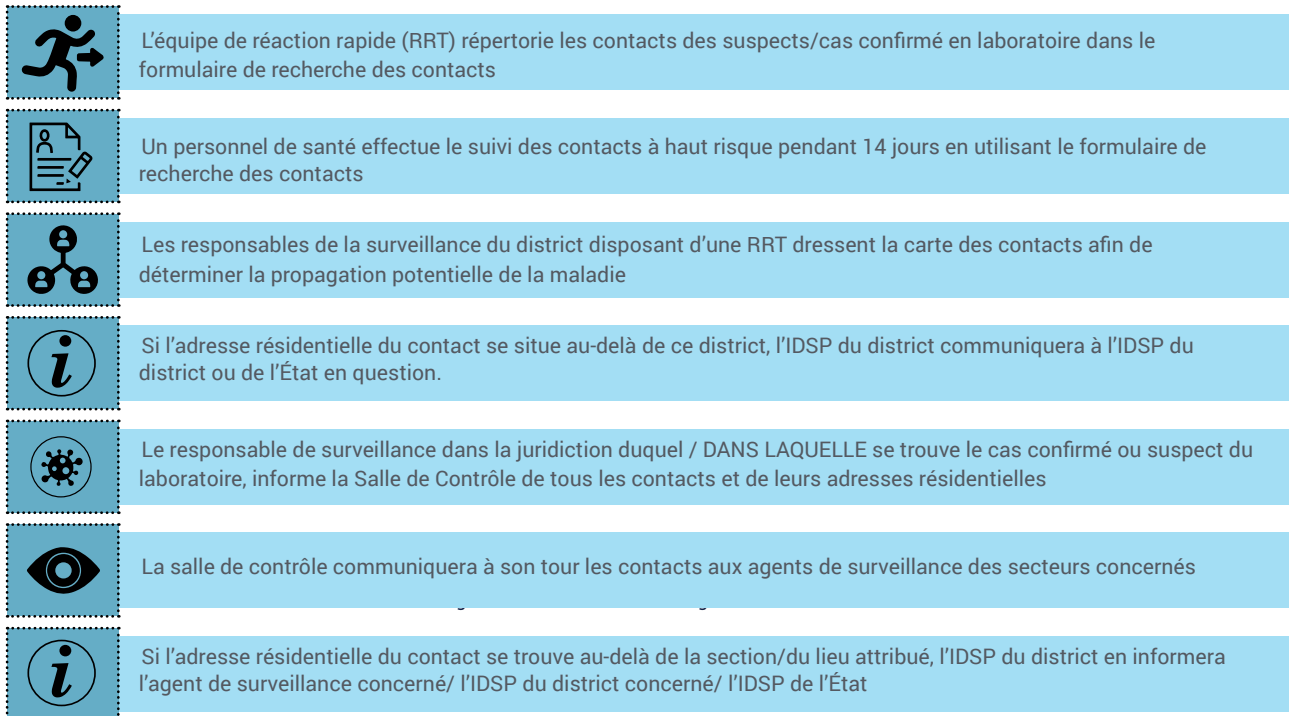 L'équipe de réaction rapide (RRT) répertorie les contacts des suspects/cas confirmé en laboratoire dans le
formulaire de recherche des contacts
Un personnel de santé effectue le suivi des contacts à haut risque pendant 14 jours en utilisant le formulaire de
recherche des contacts
Les responsables de la surveillance du district disposant d'une RRT dressent la carte des contacts afin de
déterminer la propagation potentielle de la maladie
Si l'adresse résidentielle du contact se situe au-delà de ce district, l'IDSP du district communiquera à l'IDSP du
district ou de l'État en question.
Le responsable de surveillance dans la juridiction duquel / DANS LAQUELLE se trouve le cas confirmé ou suspect du
laboratoire, informe la Salle de Contrôle de tous les contacts et de leurs adresses résidentielles
La salle de contrôle communiquera à son tour les contacts aux agents de surveillance des secteurs concernés
Si l'adresse résidentielle du contact se trouve au-delà de la section/du lieu attribué, l'IDSP du district en informera
l'agent de surveillance concerné/ l'IDSP du district concerné/ l'IDSP de l'État